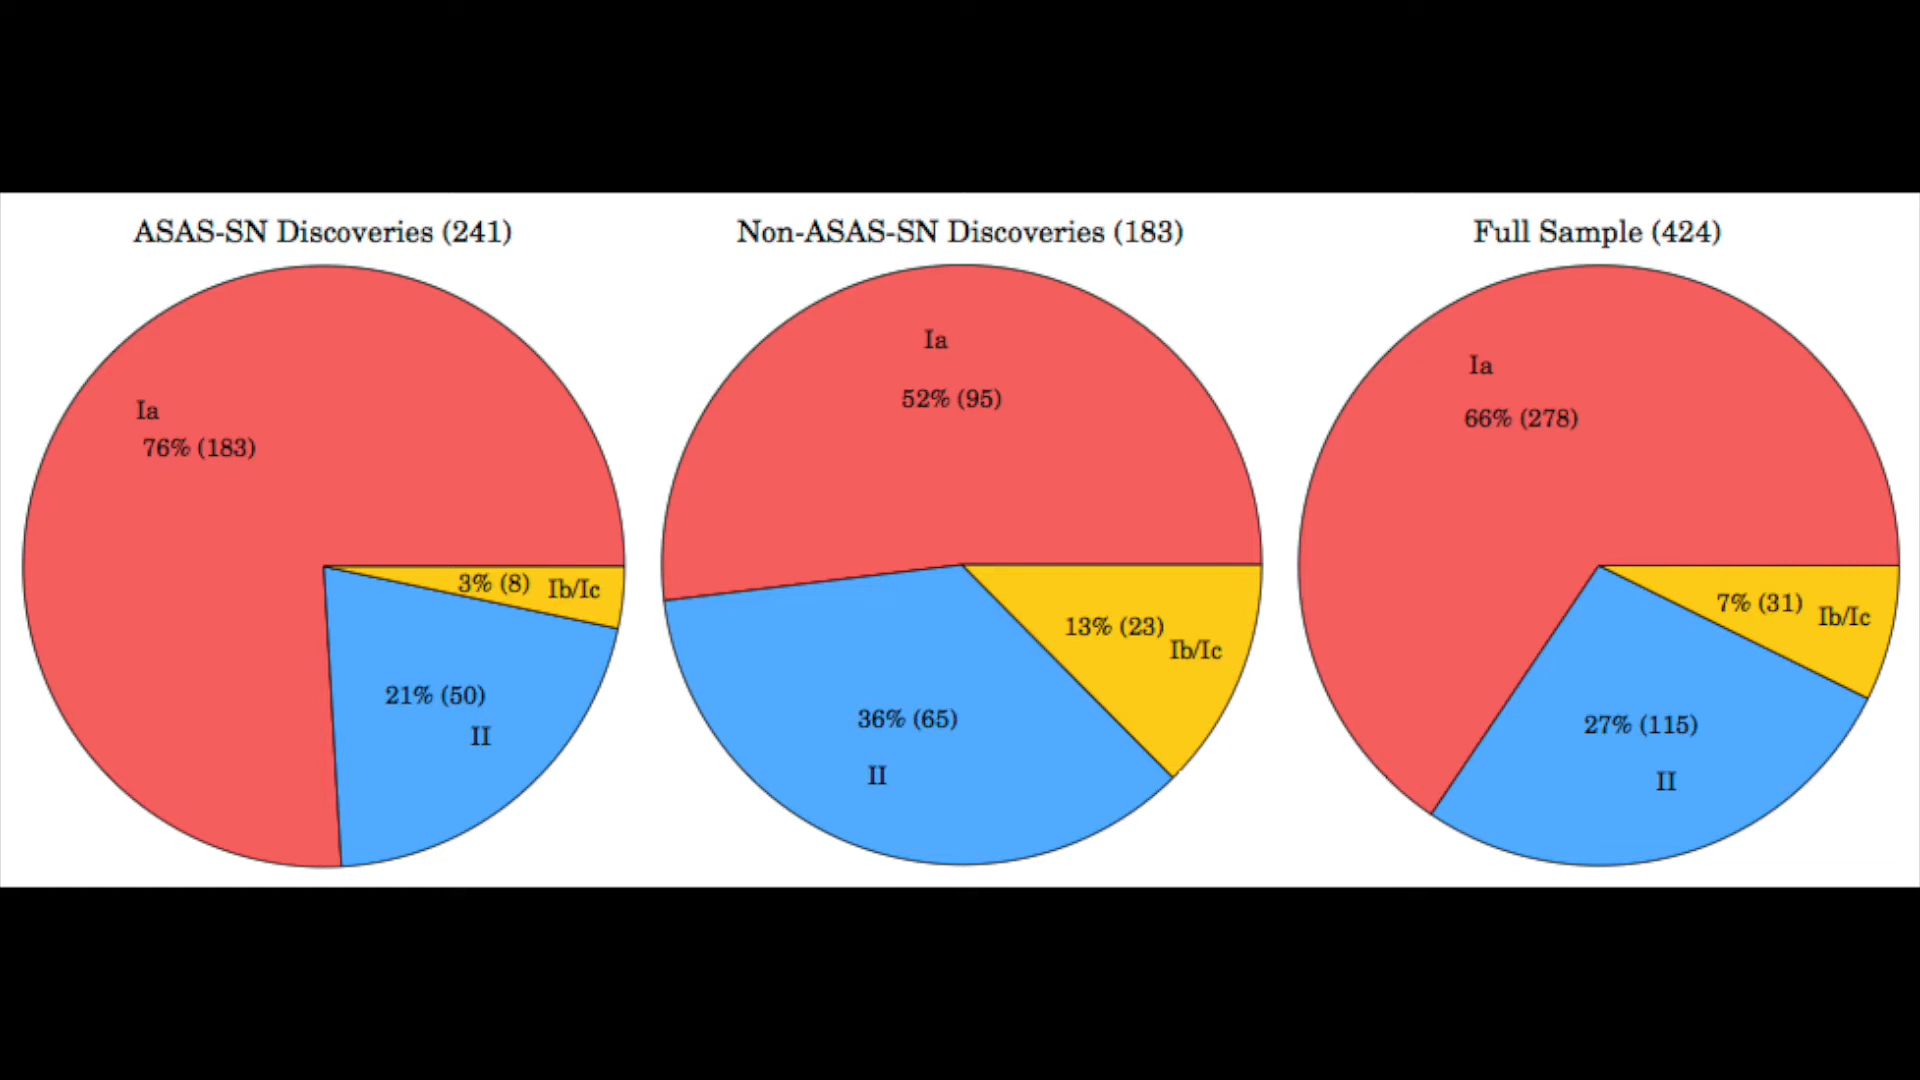 ASAS-SN Discoveries (241)
Ia
76% (183)
3% (8) Ib/Ic
21% (50)
II
Non-ASAS-SN Discoveries (183)
Ia
52% (95)
13% (23)
Ib/Ic
36% (65)
II
Full Sample (424)
Ia
66% (278)
7% (31) Ib/Ic
27% (115)
II